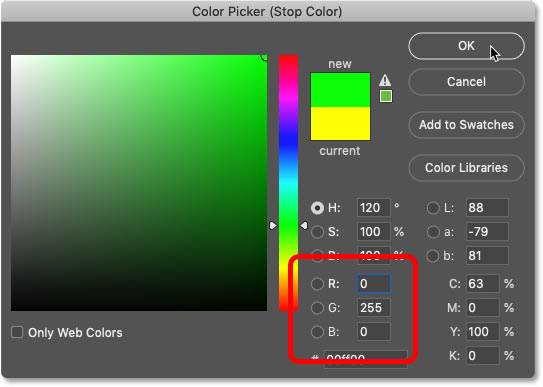 Color Picker (Stop Color)
new
current
OK
Cancel
Add to Swatches
Color Libraries
H: 120 ° L: 88
S: 100 % a: -79
B: 100 % b: 81
R: 0 C: 63 %
G: 255 M: 0 %
B: 0 Y: 100 %
# 00ff00 K: 0 %
Only Web Colors